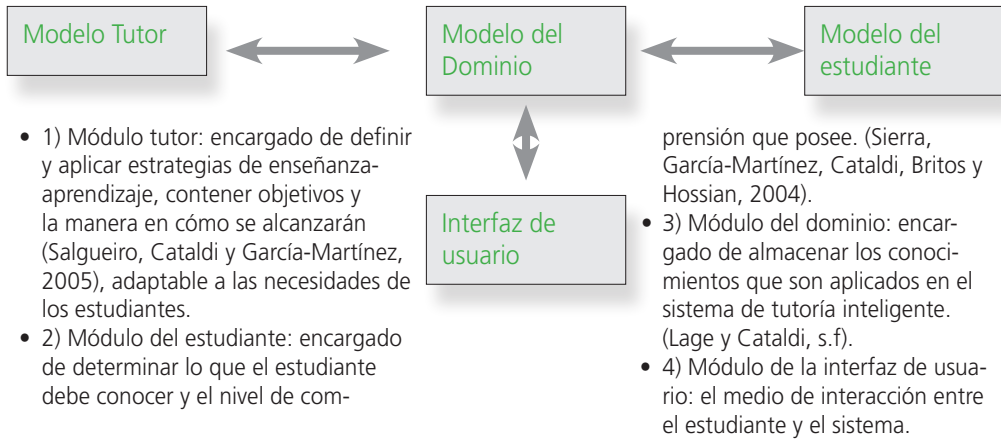 Modelo Tutor
Modelo del
Dominio
Modelo del
estudiante
Interfaz de
usuario
• 1) Módulo tutor: encargado de definir
y aplicar estrategias de enseñanza-
aprendizaje, contener objetivos y
la manera en cómo se alcanzarán
(Salgueiro, Cataldi y García-Martínez,
2005), adaptable a las necesidades de
los estudiantes.
• 2) Módulo del estudiante: encargado
de determinar lo que el estudiante
debe conocer y el nivel de com-
prensión que posee. (Sierra,
García-Martínez, Cataldi, Britos y
Hossian, 2004).
• 3) Módulo del dominio: encar-
gado de almacenar los conoci-
mientos que son aplicados en el
sistema de tutoría inteligente.
(Lage y Cataldi, s.f).
• 4) Módulo de la interfaz de usua-
rio: el medio de interacción entre
el estudiante y el sistema.